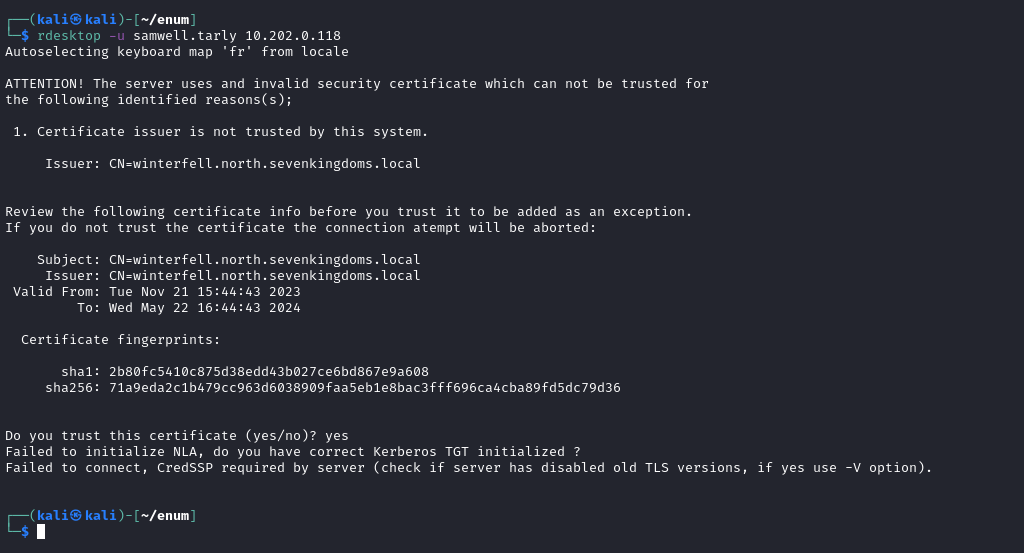 ┌──(kali㉿kali)-[~/enum]
└─$ rdesktop -u samwell.tarly 10.202.0.118
Autoselecting keyboard map 'fr' from locale
ATTENTION! The server uses and invalid security certificate which can not be trusted for
the following identified reasons(s);
1. Certificate issuer is not trusted by this system.
Issuer: CN=winterfell.north.sevenkingdoms.local
Review the following certificate info before you trust it to be added as an exception.
If you do not trust the certificate the connection atempt will be aborted:
Subject: CN=winterfell.north.sevenkingdoms.local
Issuer: CN=winterfell.north.sevenkingdoms.local
Valid From: Tue Nov 21 15:44:43 2023
To: Wed May 22 16:44:43 2024
Certificate fingerprints:
sha1: 2b80fc5410c875d38edd43b027ce6bd867e9a608
sha256: 71a9eda2c1b479cc963d6038909faa5eb1e8bac3fff696ca4cba89fd5dc79d36
Do you trust this certificate (yes/no)? yes
Failed to initialize NLA, do you have correct Kerberos TGT initialized ?
Failed to connect, CredSSP required by server (check if server has disabled old TLS versions, if yes use -V option).
┌──(kali㉿kali)-[~/enum]
└─$